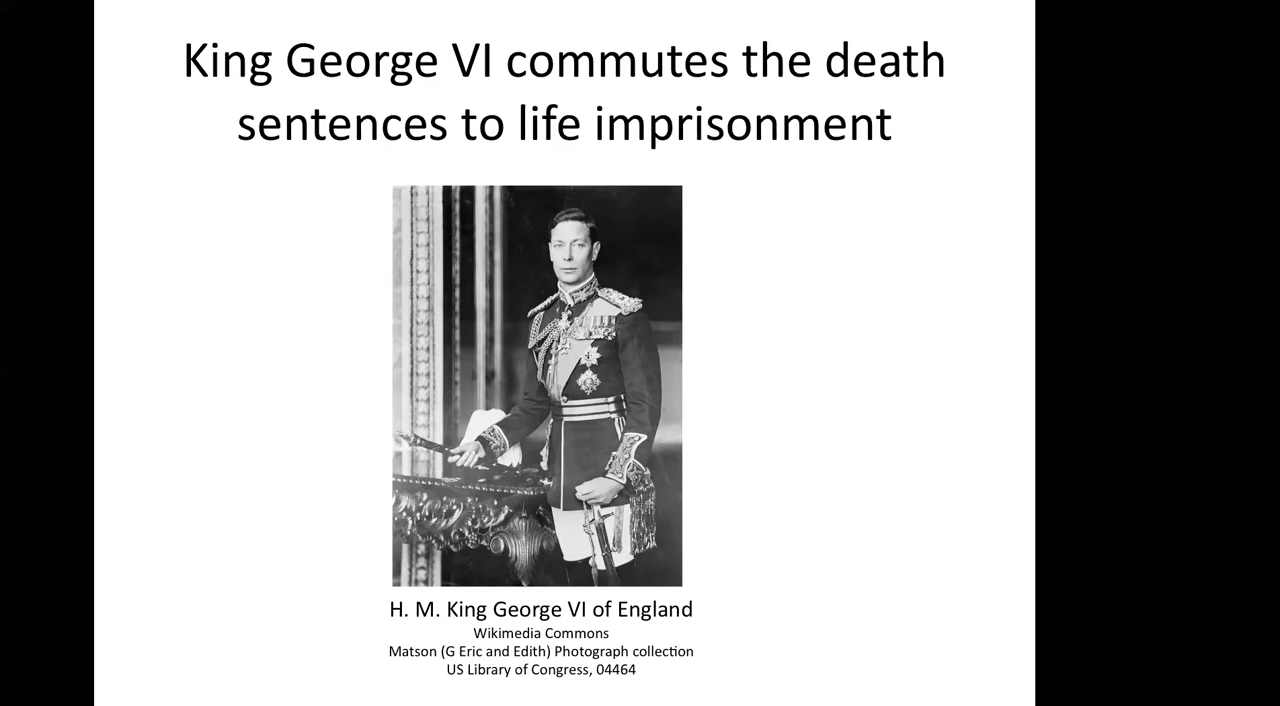 King George VI commutes the death
sentences to life imprisonment
H. M. King George VI of England
Wikimedia Commons
Matson (G Eric and Edith) Photograph collection
US Library of Congress, 04464